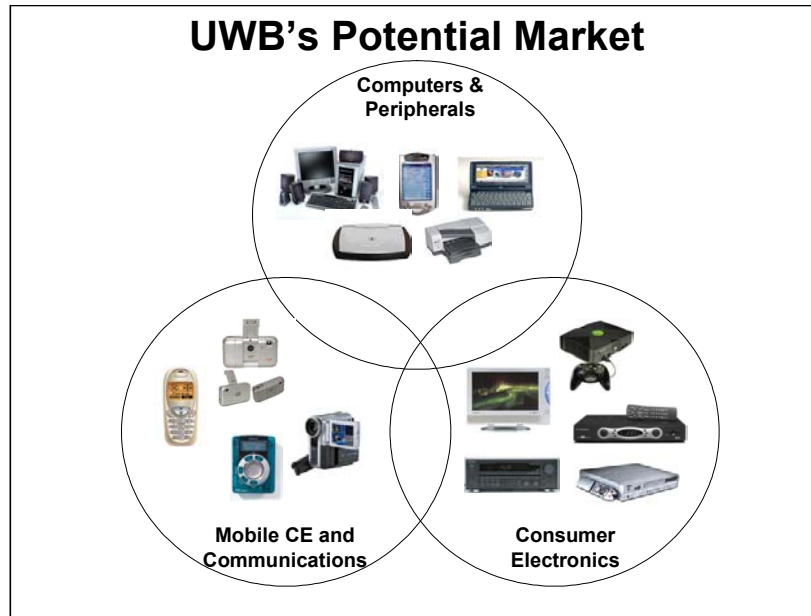 UWB's Potential Market
Computers &
Peripherals
Mobile CE and
Communications
Consumer
Electronics